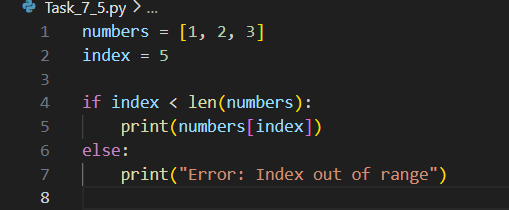 Task_7_5.py > ...
1 numbers = [1, 2, 3]
2 index = 5
3
4 if index < len(numbers):
5     print(numbers[index])
6 else:
7     print("Error: Index out of range")
8